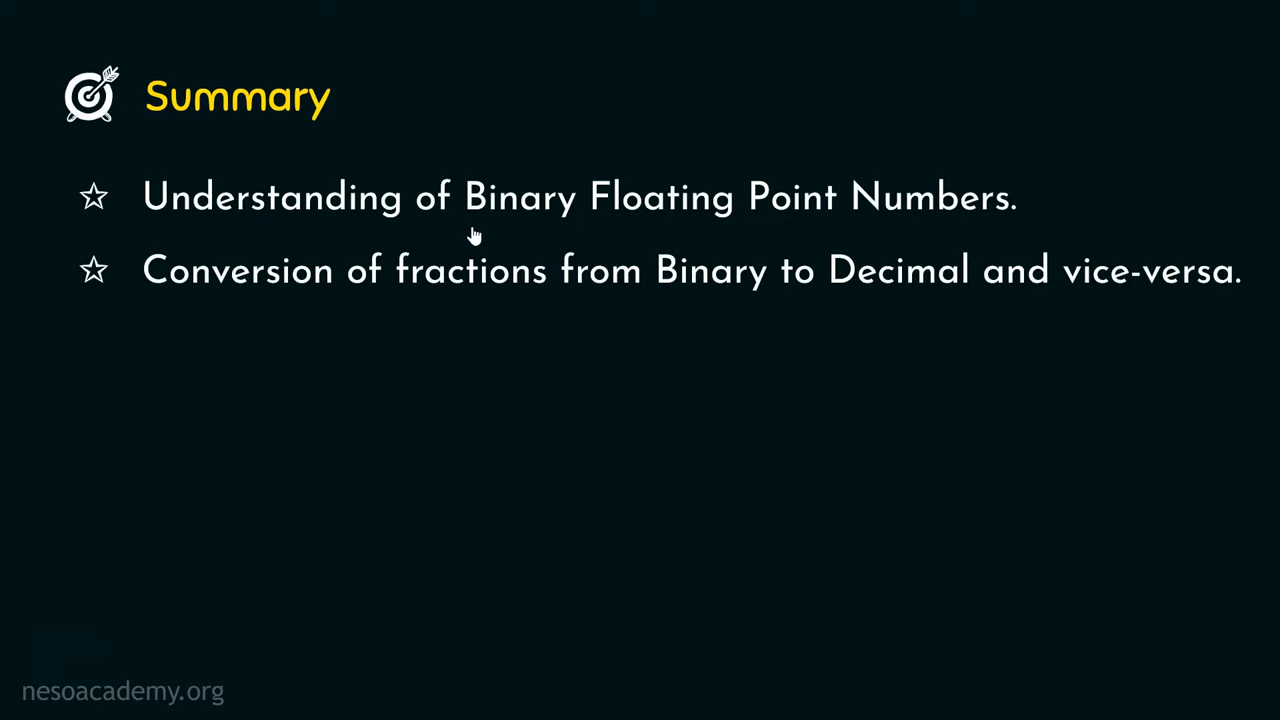 Summary
Understanding of Binary Floating Point Numbers.
Conversion of fractions from Binary to Decimal and vice-versa.
nesoacademy.org